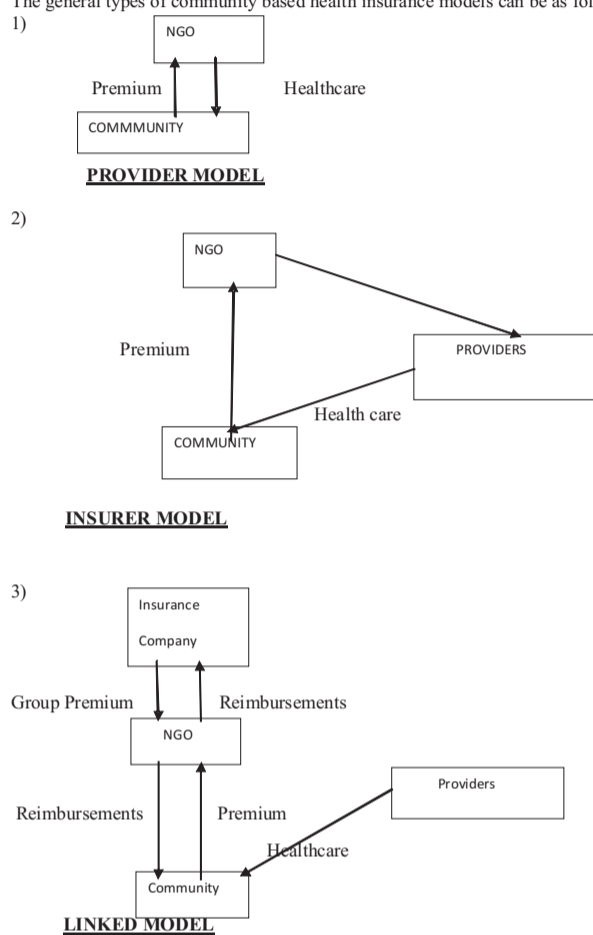 The general types of community based health insurance models can be as fol
1)
NGO
Premium Healthcare
COMMMUNITY
PROVIDER MODEL
2)
NGO
Premium
PROVIDERS
Health care
COMMUNITY
INSURER MODEL
3)
Insurance
Company
Group Premium Reimbursements
NGO
Providers
Reimbursements Premium
Healthcare
Community
LINKED MODEL